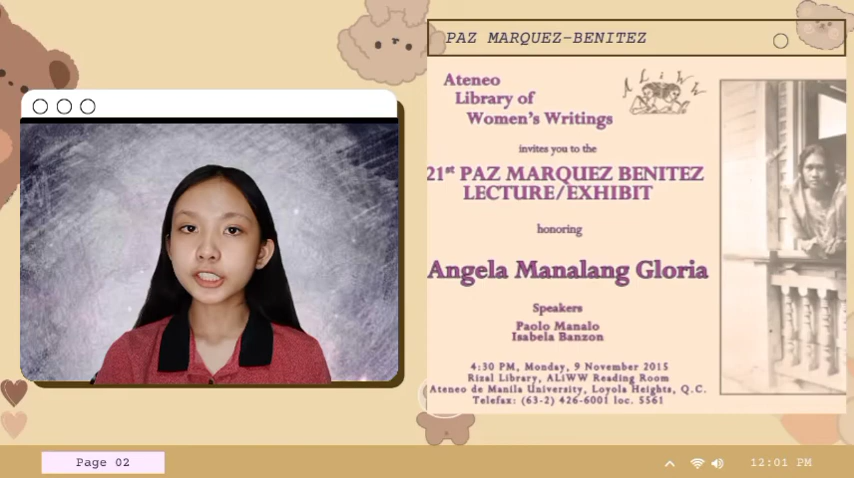 PAZ MARQUEZ-BENITEZ
Ateneo
Library of
Women's Writings
ALiWW
invites you to the
21st PAZ MARQUEZ BENITEZ
LECTURE/EXHIBIT
honoring
Angela Manalang Gloria
Speakers
Paolo Manalo
Isabela Banzon
4:30 PM, Monday, 9 November 2015
Rizal Library, ALiWW Reading Room
Ateneo de Manila University, Loyola Heights, Q.C.
Telefax: (63-2) 426-6001 loc. 5561
Page 02
12:01 PM